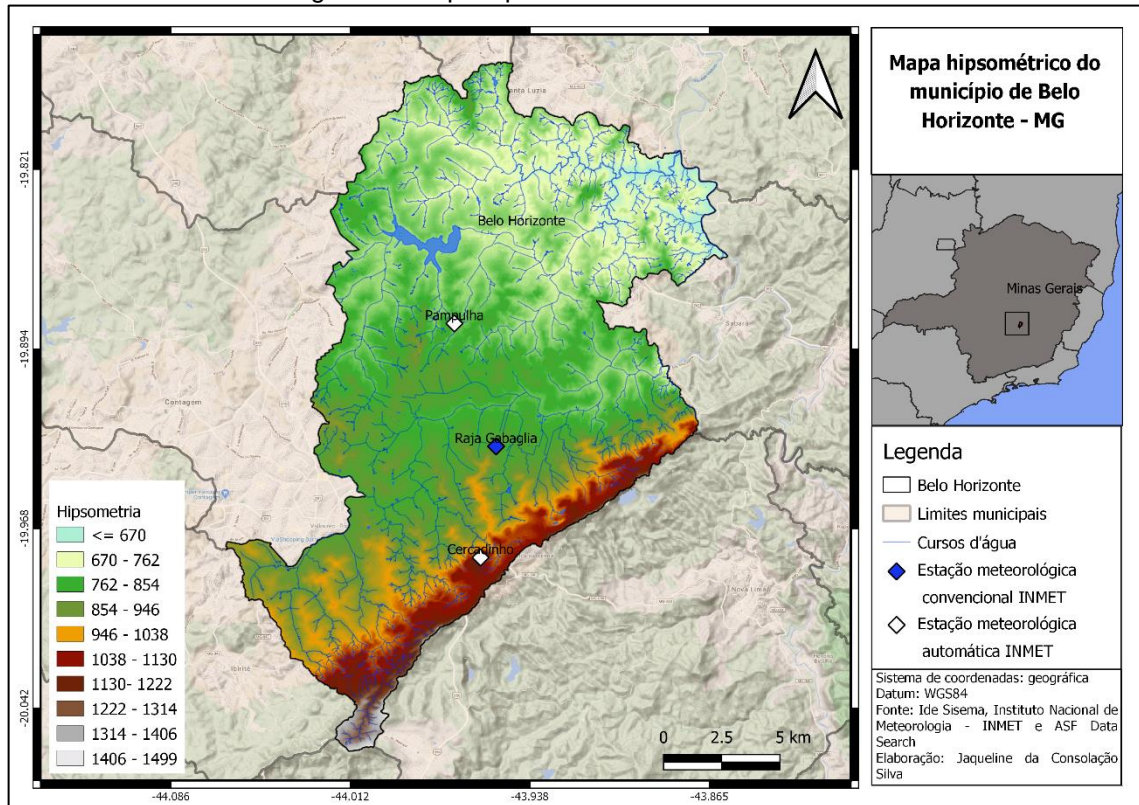 Mapa hipsométrico do
município de Belo
Horizonte - MG
-19.821
-19.894
-19.968
-20.042
-44.086
-44.012
-43.938
-43.865
Belo Horizonte
Pampulha
Raja Gabaglia
Cercadinho
Contagem
Sabará
Nova Lima
Ibirité
Minas Gerais
Hipsometria
<= 670
670 - 762
762 - 854
854 - 946
946 - 1038
1038 - 1130
1130- 1222
1222 - 1314
1314 - 1406
1406 - 1499
0 2.5 5 km
Legenda
Belo Horizonte
Limites municipais
Cursos d'água
Estação meteorológica
convencional INMET
Estação meteorológica
automática INMET
Sistema de coordenadas: geográfica
Datum: WGS84
Fonte: Ide Sisema, Instituto Nacional de
Meteorologia - INMET e ASF Data
Search
Elaboração: Jaqueline da Consolação
Silva